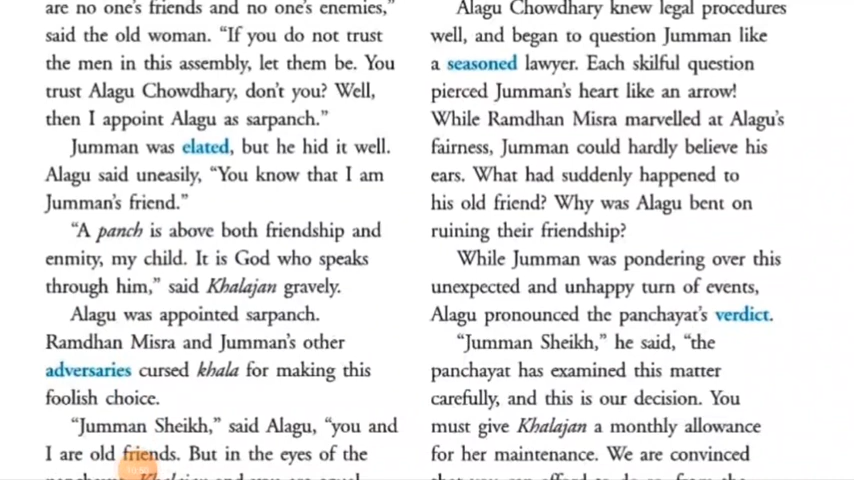 are no one's friends and no one's enemies,"
said the old woman. "If you do not trust
the men in this assembly, let them be. You
trust Alagu Chowdhary, don't you? Well,
then I appoint Alagu as sarpanch."
Jumman was elated, but he hid it well.
Alagu said uneasily, "You know that I am
Jumman's friend."
"A panch is above both friendship and
enmity, my child. It is God who speaks
through him," said Khalajan gravely.
Alagu was appointed sarpanch.
Ramdhan Misra and Jumman's other
adversaries cursed khala for making this
foolish choice.
"Jumman Sheikh," said Alagu, "you and
I are old friends. But in the eyes of the
Alagu Chowdhary knew legal procedures
well, and began to question Jumman like
a seasoned lawyer. Each skilful question
pierced Jumman's heart like an arrow!
While Ramdhan Misra marvelled at Alagu's
fairness, Jumman could hardly believe his
ears. What had suddenly happened to
his old friend? Why was Alagu bent on
ruining their friendship?
While Jumman was pondering over this
unexpected and unhappy turn of events,
Alagu pronounced the panchayat's verdict.
"Jumman Sheikh," he said, "the
panchayat has examined this matter
carefully, and this is our decision. You
must give Khalajan a monthly allowance
for her maintenance. We are convinced